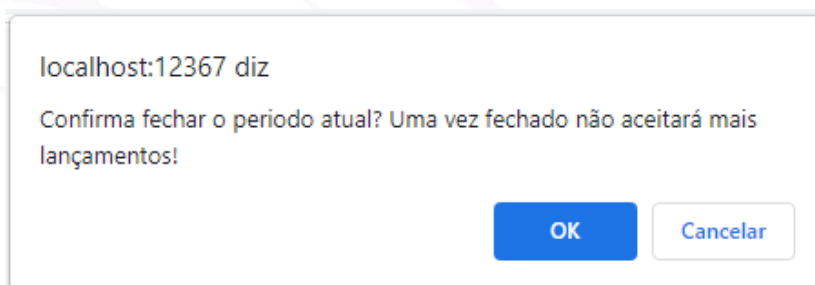 localhost:12367 diz
Confirma fechar o periodo atual? Uma vez fechado não aceitará mais
lançamentos!
OK
Cancelar